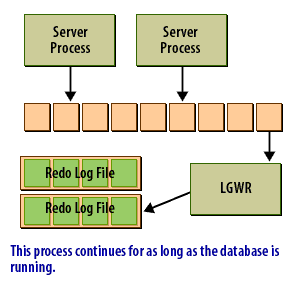 Server
Process
Server
Process
Redo Log File
LGWR
Redo Log File
This process continues for as long as the database is
running.